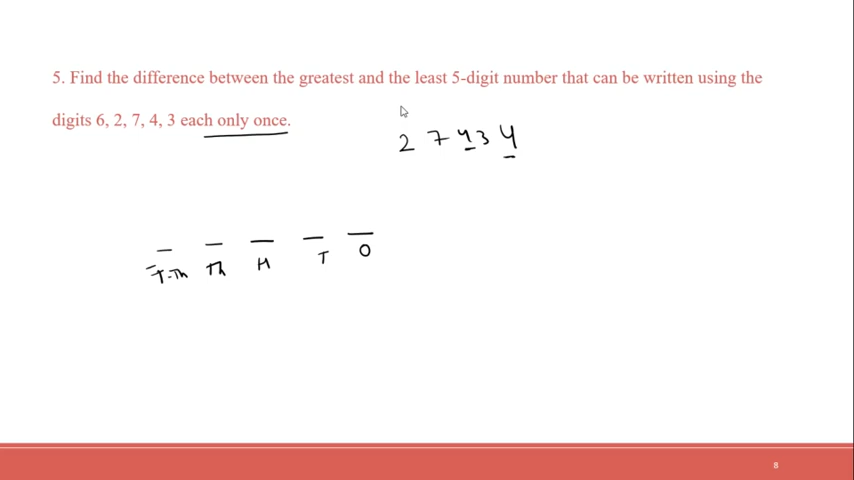 5. Find the difference between the greatest and the least 5-digit number that can be written using the
digits 6, 2, 7, 4, 3 each only once.
2 7 4 3 4
T-Th Th H T O
8